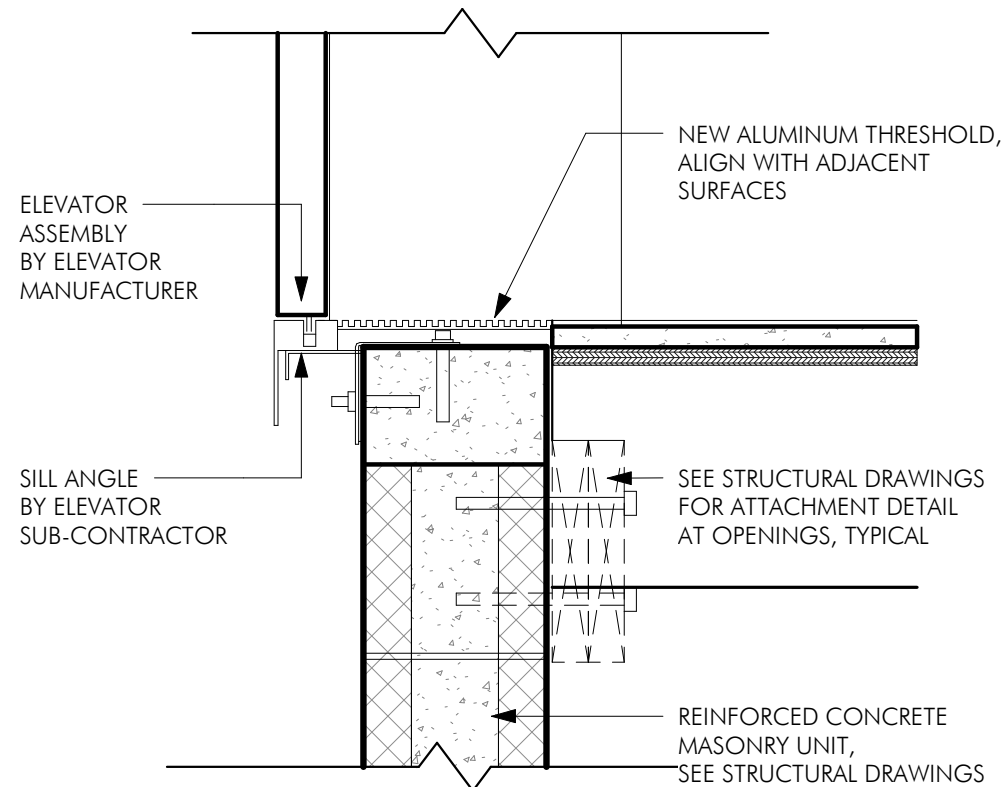 NEW ALUMINUM THRESHOLD,
ALIGN WITH ADJACENT
SURFACES
ELEVATOR
ASSEMBLY
BY ELEVATOR
MANUFACTURER
SILL ANGLE
BY ELEVATOR
SUB-CONTRACTOR
SEE STRUCTURAL DRAWINGS
FOR ATTACHMENT DETAIL
AT OPENINGS, TYPICAL
REINFORCED CONCRETE
MASONRY UNIT,
SEE STRUCTURAL DRAWINGS